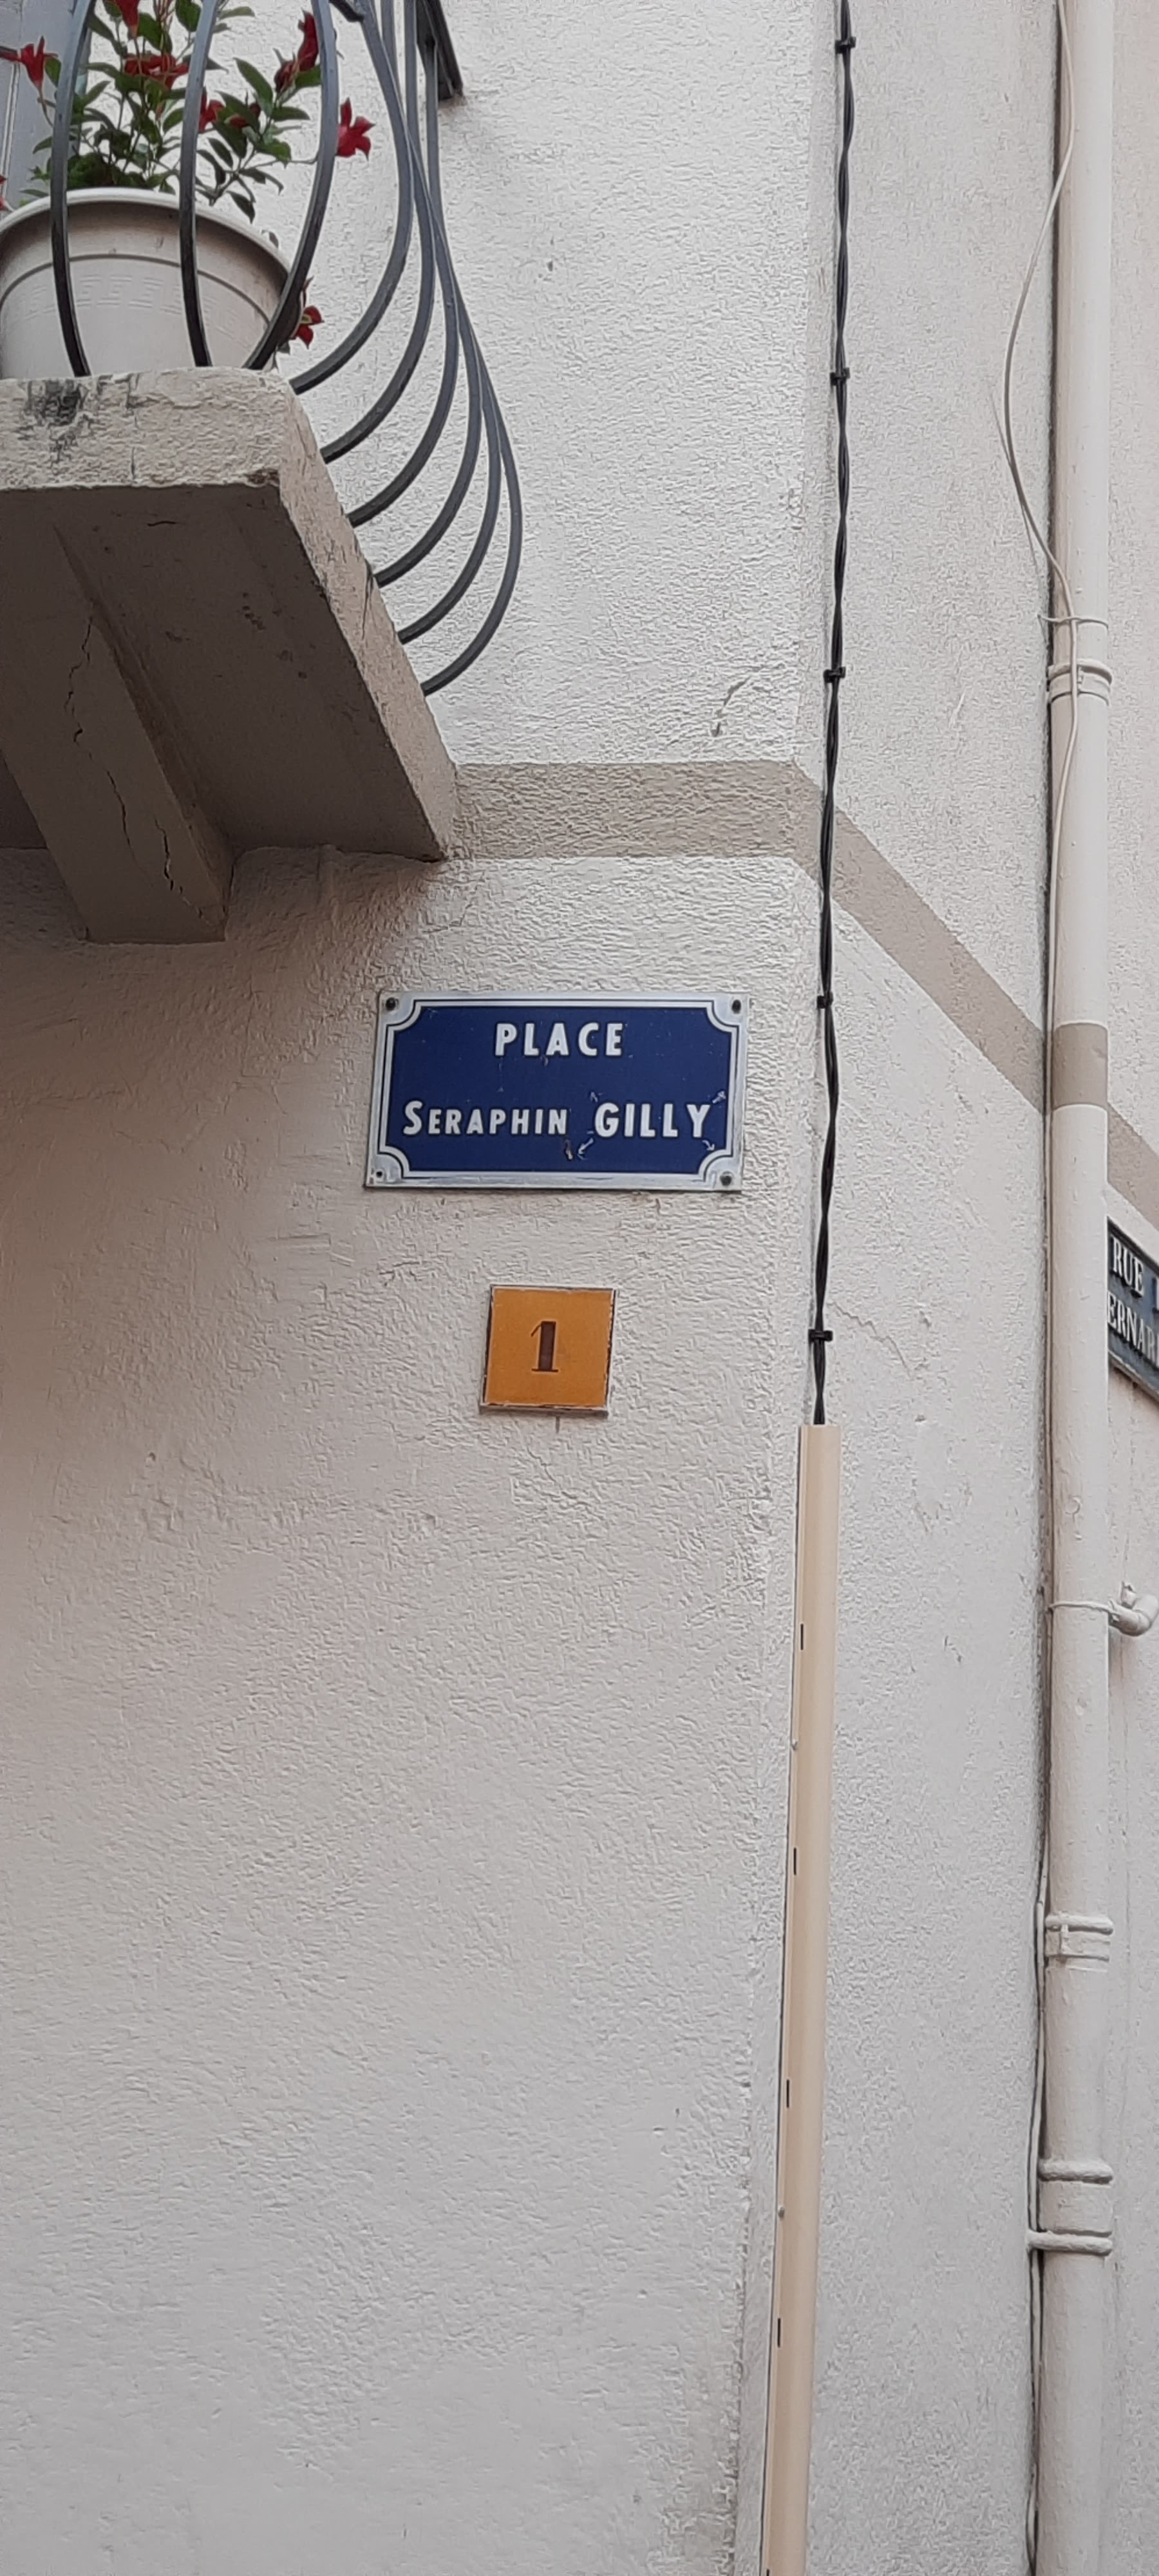 PLACE
SERAPHIN GILLY
1
RUE